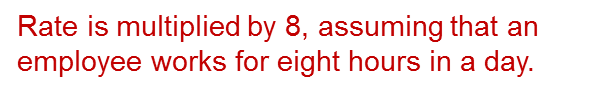 Rate is multiplied by 8, assuming that an
employee works for eight hours in a day.